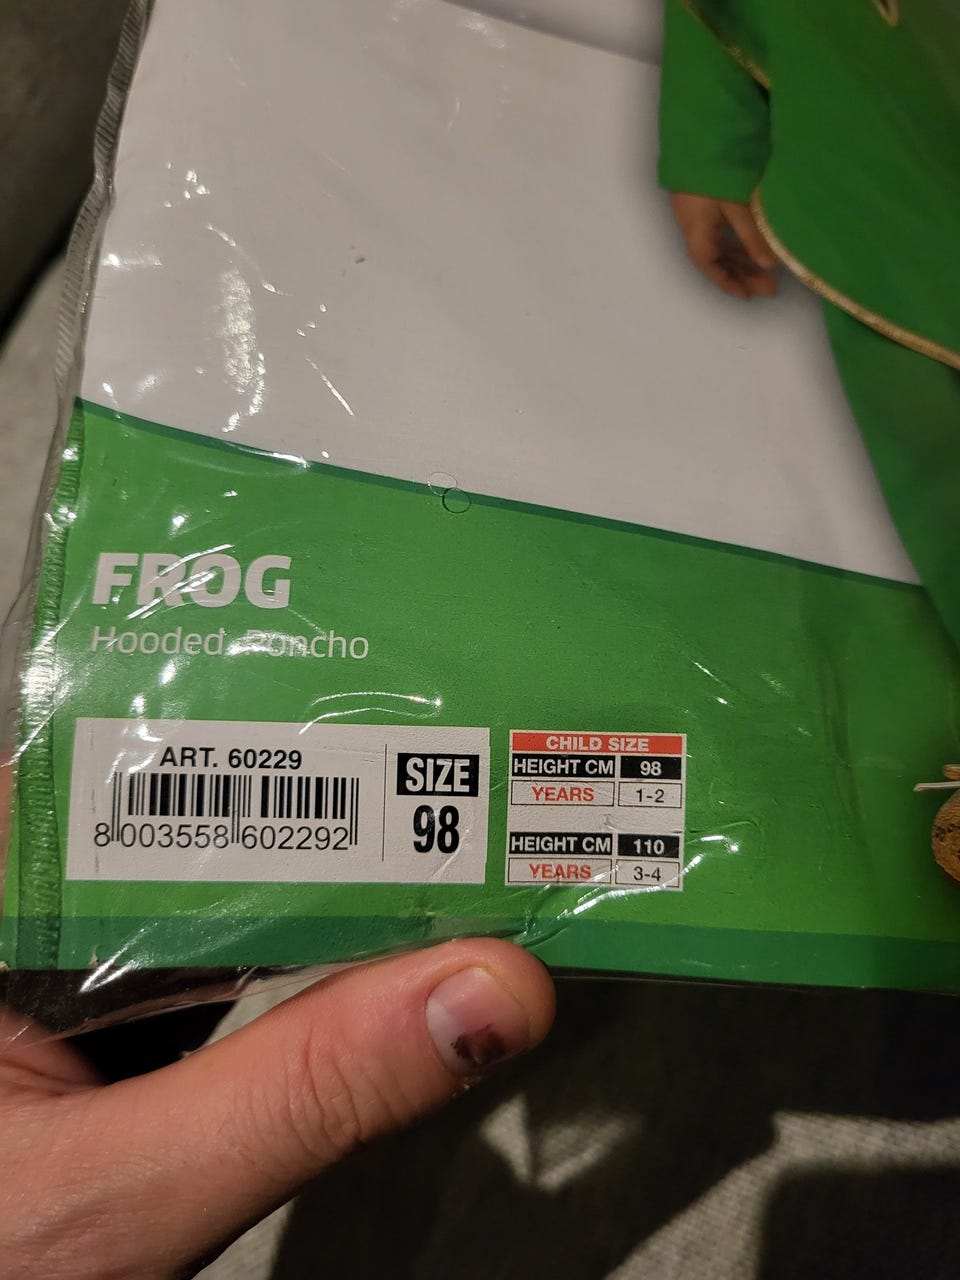 FROG
Hooded Poncho
ART. 60229
8 003558 602292
SIZE
98
CHILD SIZE
HEIGHT CM 98
YEARS 1-2
HEIGHT CM 110
YEARS 3-4